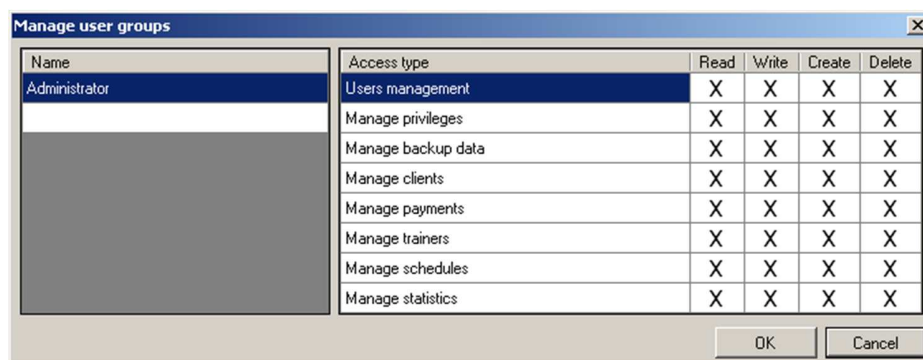 Manage user groups X
Name Access type Read Write Create Delete
Administrator Users management X X X X
Manage privileges X X X X
Manage backup data X X X X
Manage clients X X X X
Manage payments X X X X
Manage trainers X X X X
Manage schedules X X X X
Manage statistics X X X X
OK Cancel